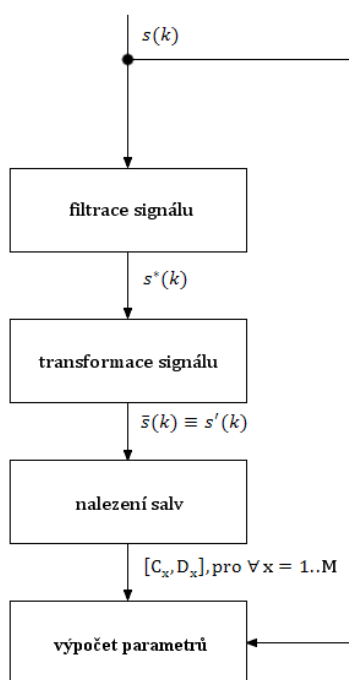 s(k)
filtrace signálu
s*(k)
transformace signálu
s̄(k) ≡ s′(k)
nalezení salv
[Cₓ, Dₓ], pro ∀ x = 1..M
výpočet parametrů